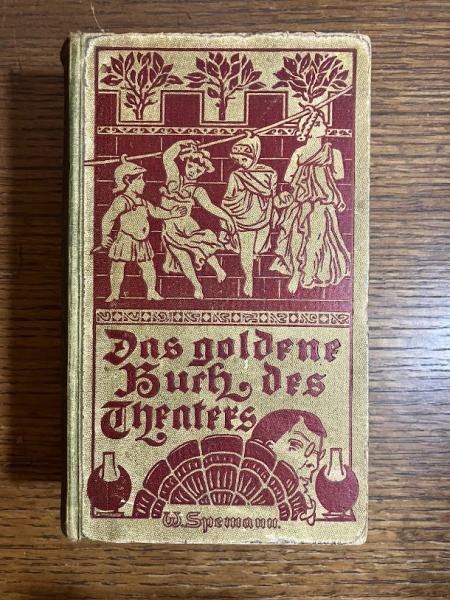 Das goldene
Buch des
Theaters
W. Spemann.